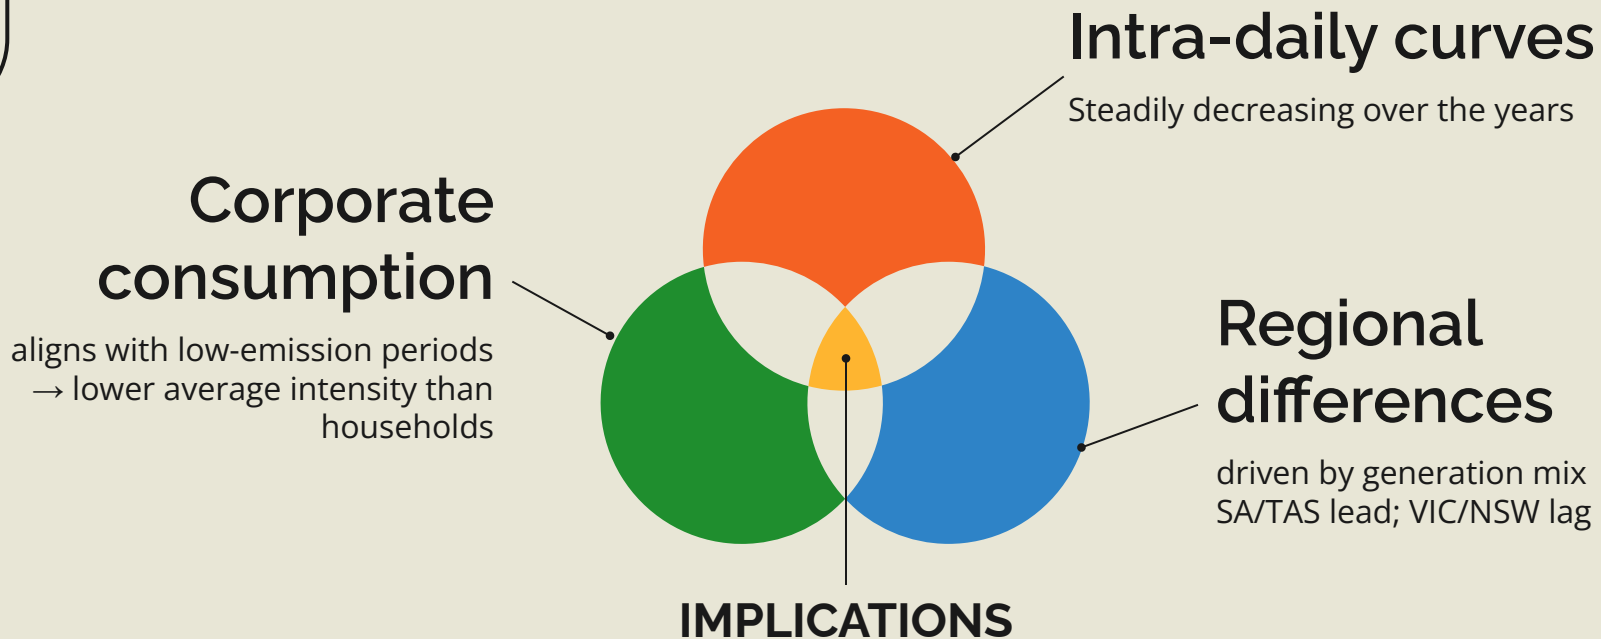 Intra-daily curves
Steadily decreasing over the years
Corporate
consumption
aligns with low-emission periods
→ lower average intensity than
households
Regional
differences
driven by generation mix
SA/TAS lead; VIC/NSW lag
IMPLICATIONS